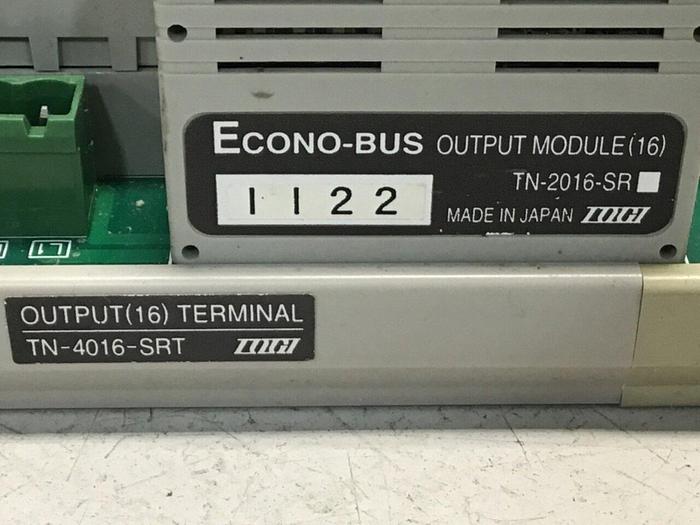 ECONO-BUS OUTPUT MODULE(16)
TN-2016-SR
1122
MADE IN JAPAN TOGI
L1
OUTPUT(16) TERMINAL
TN-4016-SRT TOGI